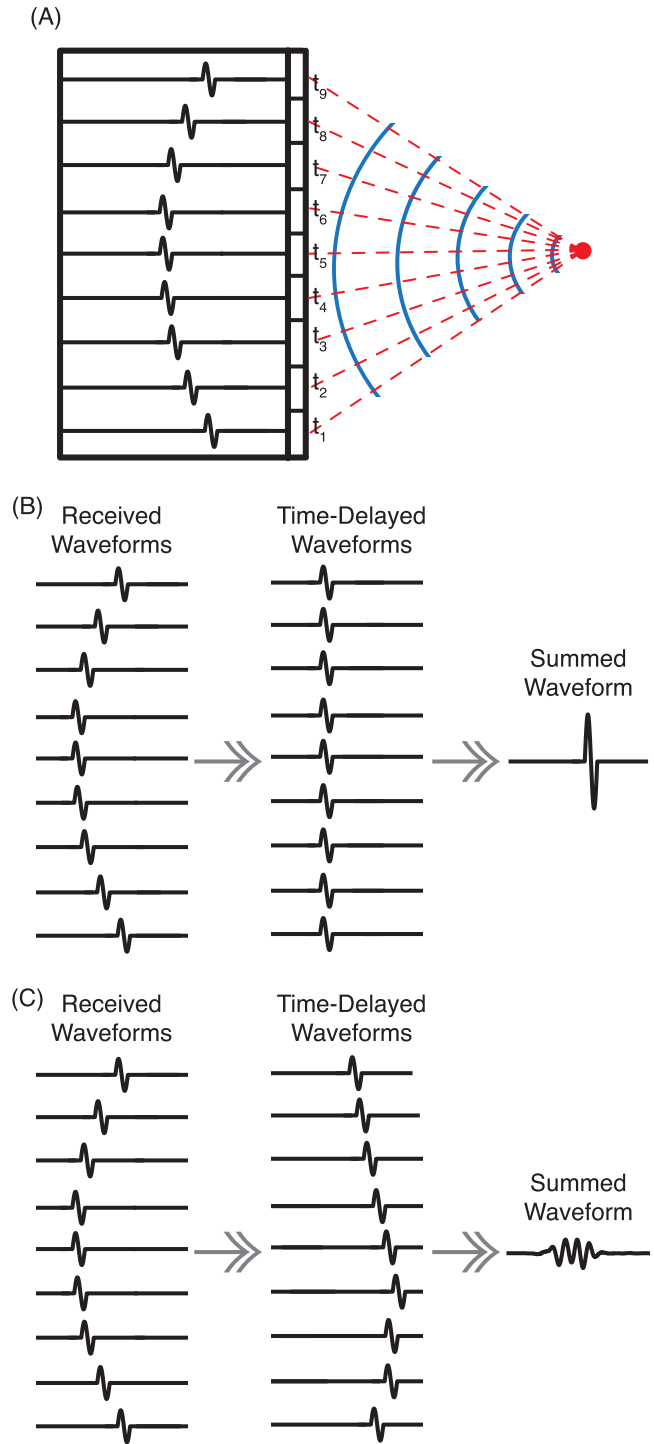 (A)
t9
t8
t7
t6
t5
t4
t3
t2
t1
(B)
Received
Waveforms
Time-Delayed
Waveforms
Summed
Waveform
(C)
Received
Waveforms
Time-Delayed
Waveforms
Summed
Waveform